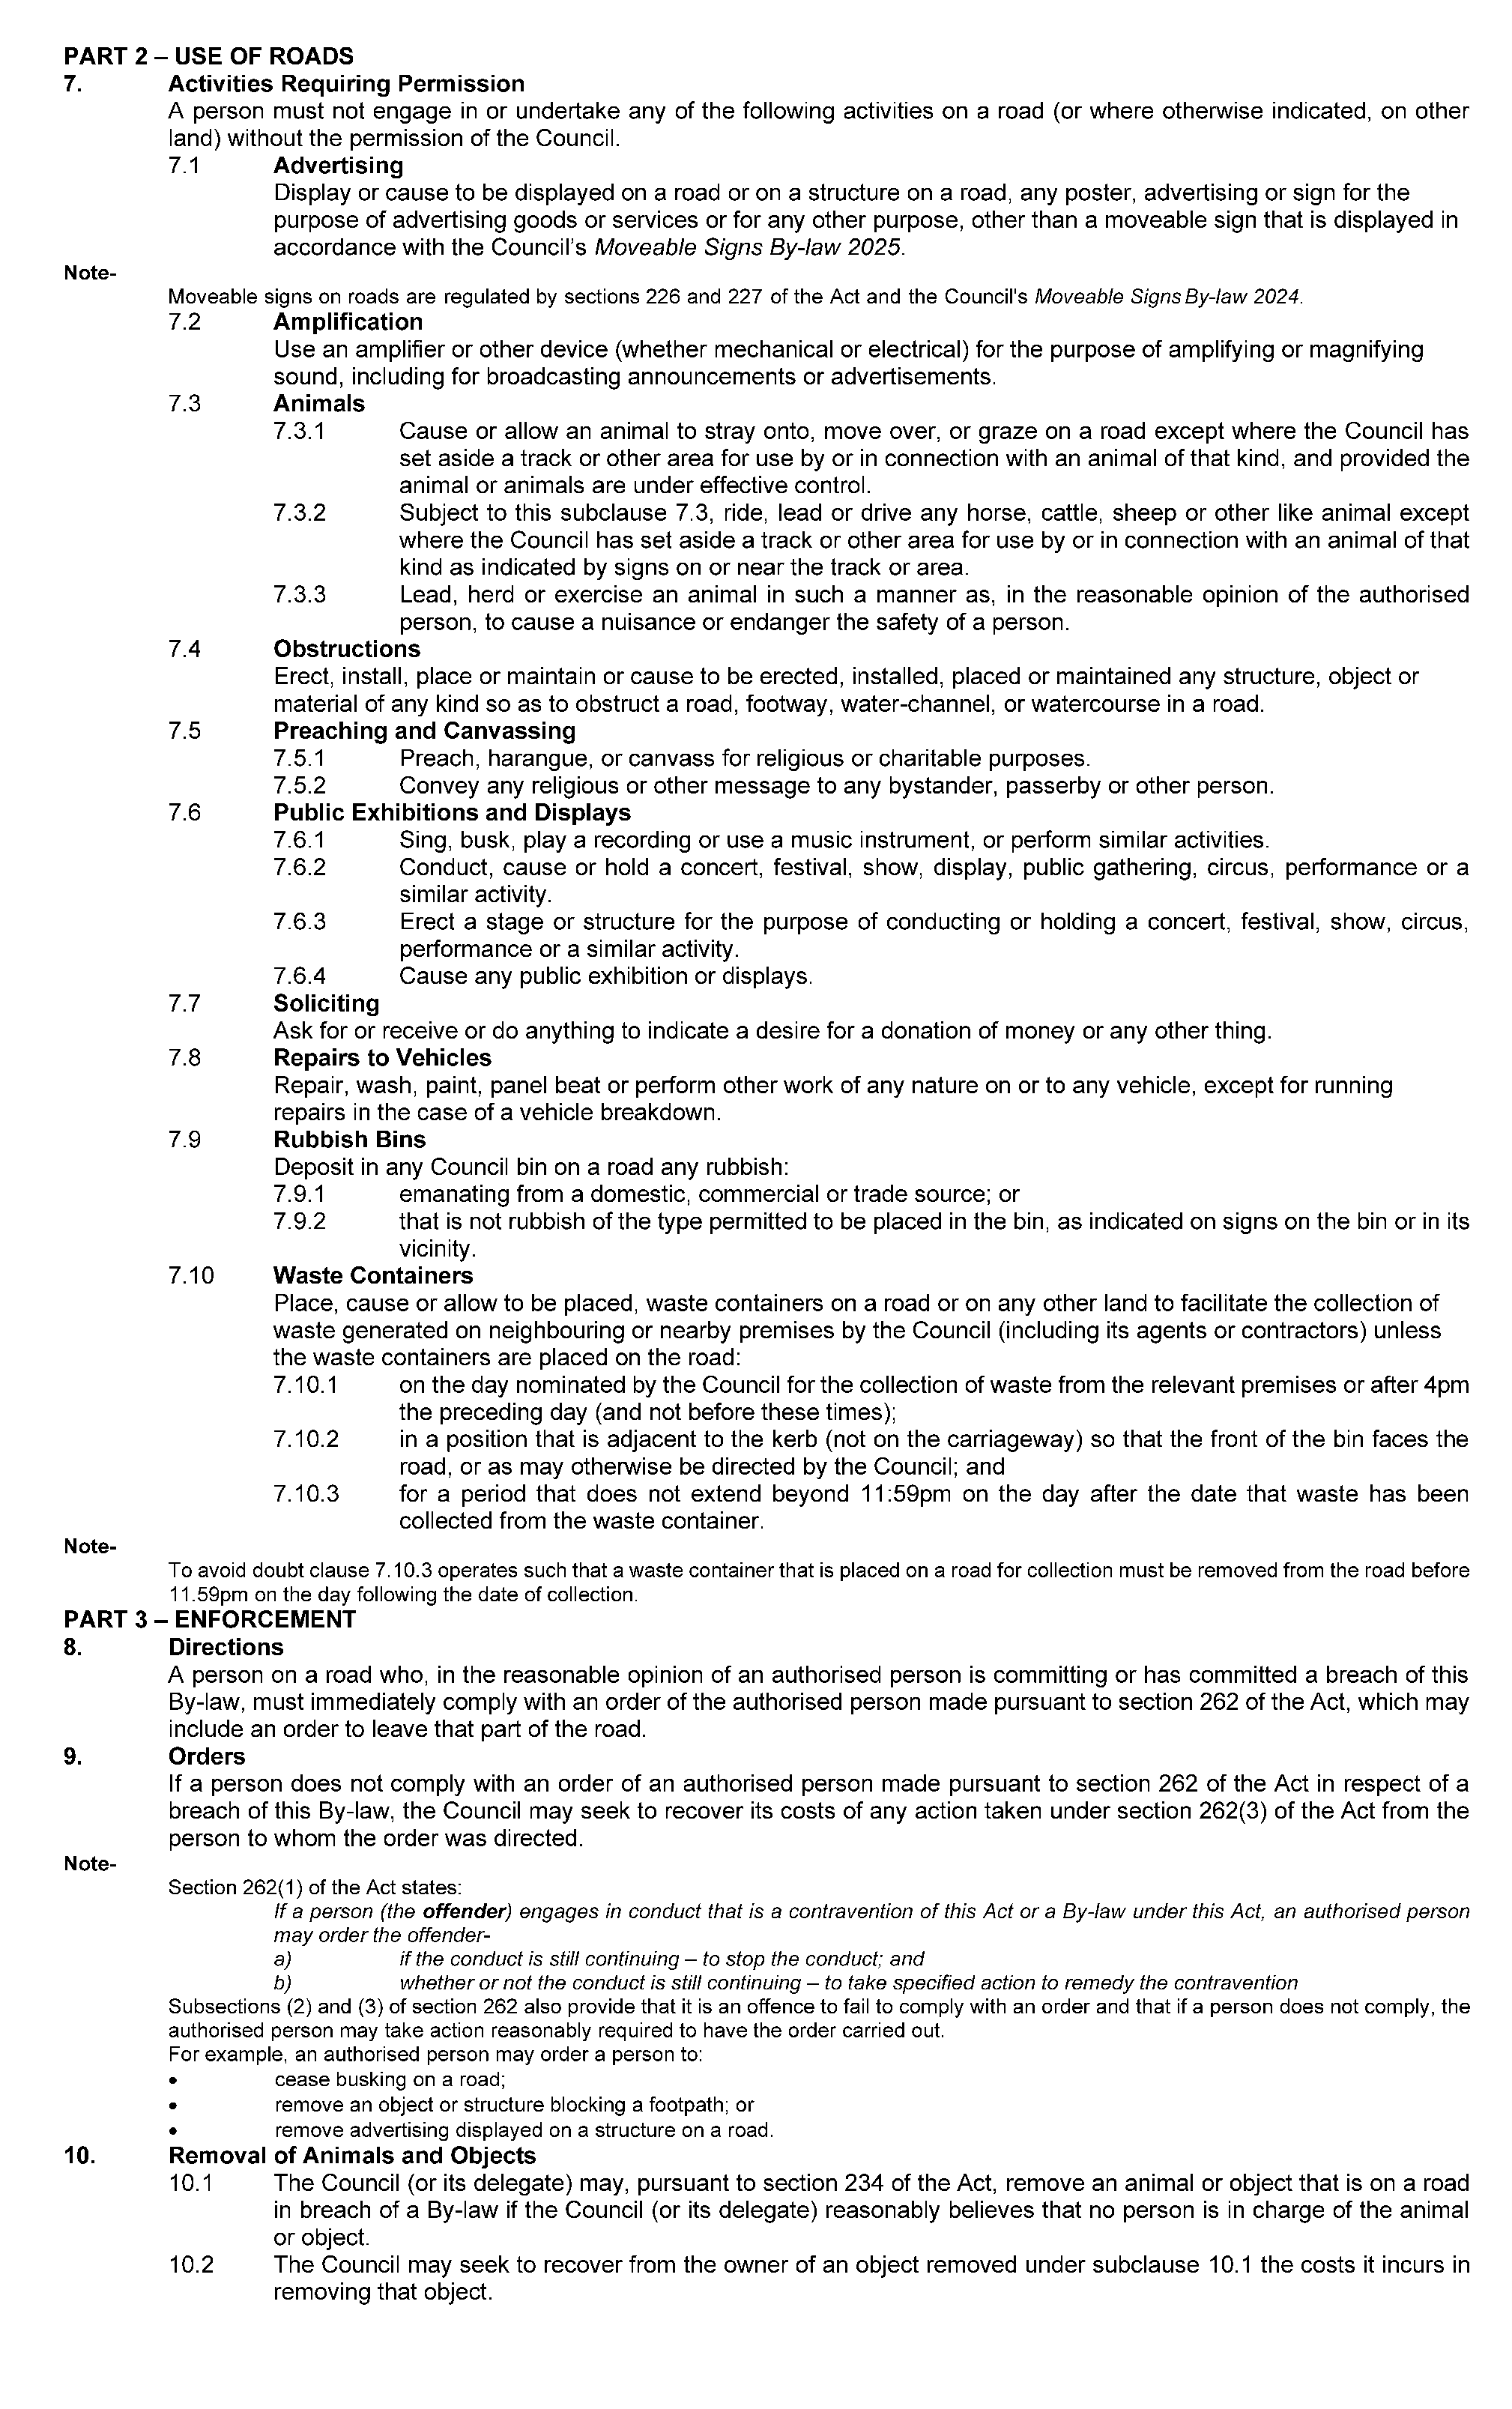 PART 2 – USE OF ROADS
7. Activities Requiring Permission
A person must not engage in or undertake any of the following activities on a road (or where otherwise indicated, on other
land) without the permission of the Council.
7.1 Advertising
Display or cause to be displayed on a road or on a structure on a road, any poster, advertising or sign for the
purpose of advertising goods or services or for any other purpose, other than a moveable sign that is displayed in
accordance with the Council's Moveable Signs By-law 2025.
Note-
Moveable signs on roads are regulated by sections 226 and 227 of the Act and the Council's Moveable Signs By-law 2024.
7.2 Amplification
Use an amplifier or other device (whether mechanical or electrical) for the purpose of amplifying or magnifying
sound, including for broadcasting announcements or advertisements.
7.3 Animals
7.3.1 Cause or allow an animal to stray onto, move over, or graze on a road except where the Council has
set aside a track or other area for use by or in connection with an animal of that kind, and provided the
animal or animals are under effective control.
7.3.2 Subject to this subclause 7.3, ride, lead or drive any horse, cattle, sheep or other like animal except
where the Council has set aside a track or other area for use by or in connection with an animal of that
kind as indicated by signs on or near the track or area.
7.3.3 Lead, herd or exercise an animal in such a manner as, in the reasonable opinion of the authorised
person, to cause a nuisance or endanger the safety of a person.
7.4 Obstructions
Erect, install, place or maintain or cause to be erected, installed, placed or maintained any structure, object or
material of any kind so as to obstruct a road, footway, water-channel, or watercourse in a road.
7.5 Preaching and Canvassing
7.5.1 Preach, harangue, or canvass for religious or charitable purposes.
7.5.2 Convey any religious or other message to any bystander, passerby or other person.
7.6 Public Exhibitions and Displays
7.6.1 Sing, busk, play a recording or use a music instrument, or perform similar activities.
7.6.2 Conduct, cause or hold a concert, festival, show, display, public gathering, circus, performance or a
similar activity.
7.6.3 Erect a stage or structure for the purpose of conducting or holding a concert, festival, show, circus,
performance or a similar activity.
7.6.4 Cause any public exhibition or displays.
7.7 Soliciting
Ask for or receive or do anything to indicate a desire for a donation of money or any other thing.
7.8 Repairs to Vehicles
Repair, wash, paint, panel beat or perform other work of any nature on or to any vehicle, except for running
repairs in the case of a vehicle breakdown.
7.9 Rubbish Bins
Deposit in any Council bin on a road any rubbish:
7.9.1 emanating from a domestic, commercial or trade source; or
7.9.2 that is not rubbish of the type permitted to be placed in the bin, as indicated on signs on the bin or in its
vicinity.
7.10 Waste Containers
Place, cause or allow to be placed, waste containers on a road or on any other land to facilitate the collection of
waste generated on neighbouring or nearby premises by the Council (including its agents or contractors) unless
the waste containers are placed on the road:
7.10.1 on the day nominated by the Council for the collection of waste from the relevant premises or after 4pm
the preceding day (and not before these times);
7.10.2 in a position that is adjacent to the kerb (not on the carriageway) so that the front of the bin faces the
road, or as may otherwise be directed by the Council; and
7.10.3 for a period that does not extend beyond 11:59pm on the day after the date that waste has been
collected from the waste container.
Note-
To avoid doubt clause 7.10.3 operates such that a waste container that is placed on a road for collection must be removed from the road before
11.59pm on the day following the date of collection.
PART 3 – ENFORCEMENT
8. Directions
A person on a road who, in the reasonable opinion of an authorised person is committing or has committed a breach of this
By-law, must immediately comply with an order of the authorised person made pursuant to section 262 of the Act, which may
include an order to leave that part of the road.
9. Orders
If a person does not comply with an order of an authorised person made pursuant to section 262 of the Act in respect of a
breach of this By-law, the Council may seek to recover its costs of any action taken under section 262(3) of the Act from the
person to whom the order was directed.
Note-
Section 262(1) of the Act states:
If a person (the offender) engages in conduct that is a contravention of this Act or a By-law under this Act, an authorised person
may order the offender-
a) if the conduct is still continuing – to stop the conduct; and
b) whether or not the conduct is still continuing – to take specified action to remedy the contravention
Subsections (2) and (3) of section 262 also provide that it is an offence to fail to comply with an order and that if a person does not comply, the
authorised person may take action reasonably required to have the order carried out.
For example, an authorised person may order a person to:
• cease busking on a road;
• remove an object or structure blocking a footpath; or
• remove advertising displayed on a structure on a road.
10. Removal of Animals and Objects
10.1 The Council (or its delegate) may, pursuant to section 234 of the Act, remove an animal or object that is on a road
in breach of a By-law if the Council (or its delegate) reasonably believes that no person is in charge of the animal
or object.
10.2 The Council may seek to recover from the owner of an object removed under subclause 10.1 the costs it incurs in
removing that object.